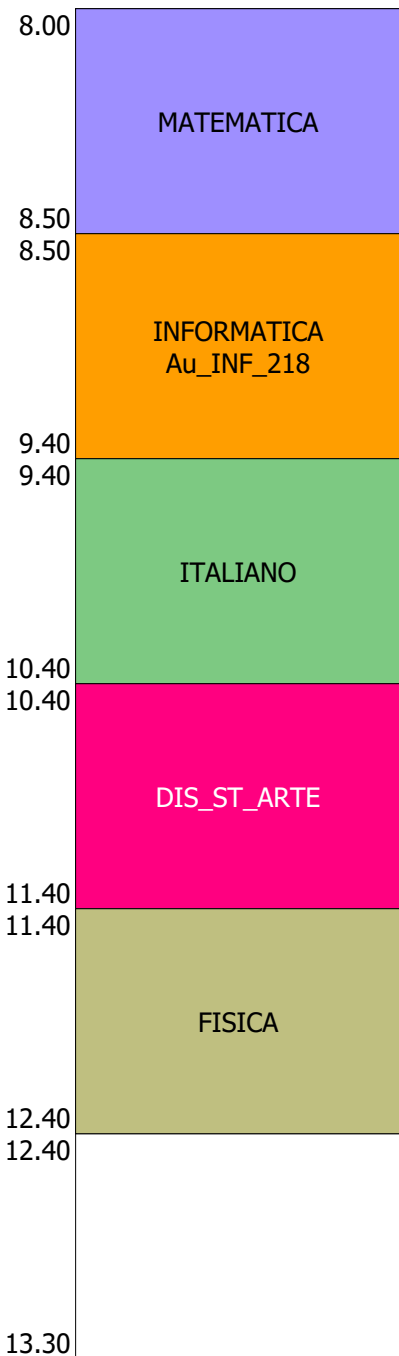 8.00
MATEMATICA
8.50
8.50
INFORMATICA
Au_INF_218
9.40
9.40
ITALIANO
10.40
10.40
DIS_ST_ARTE
11.40
11.40
FISICA
12.40
12.40
13.30